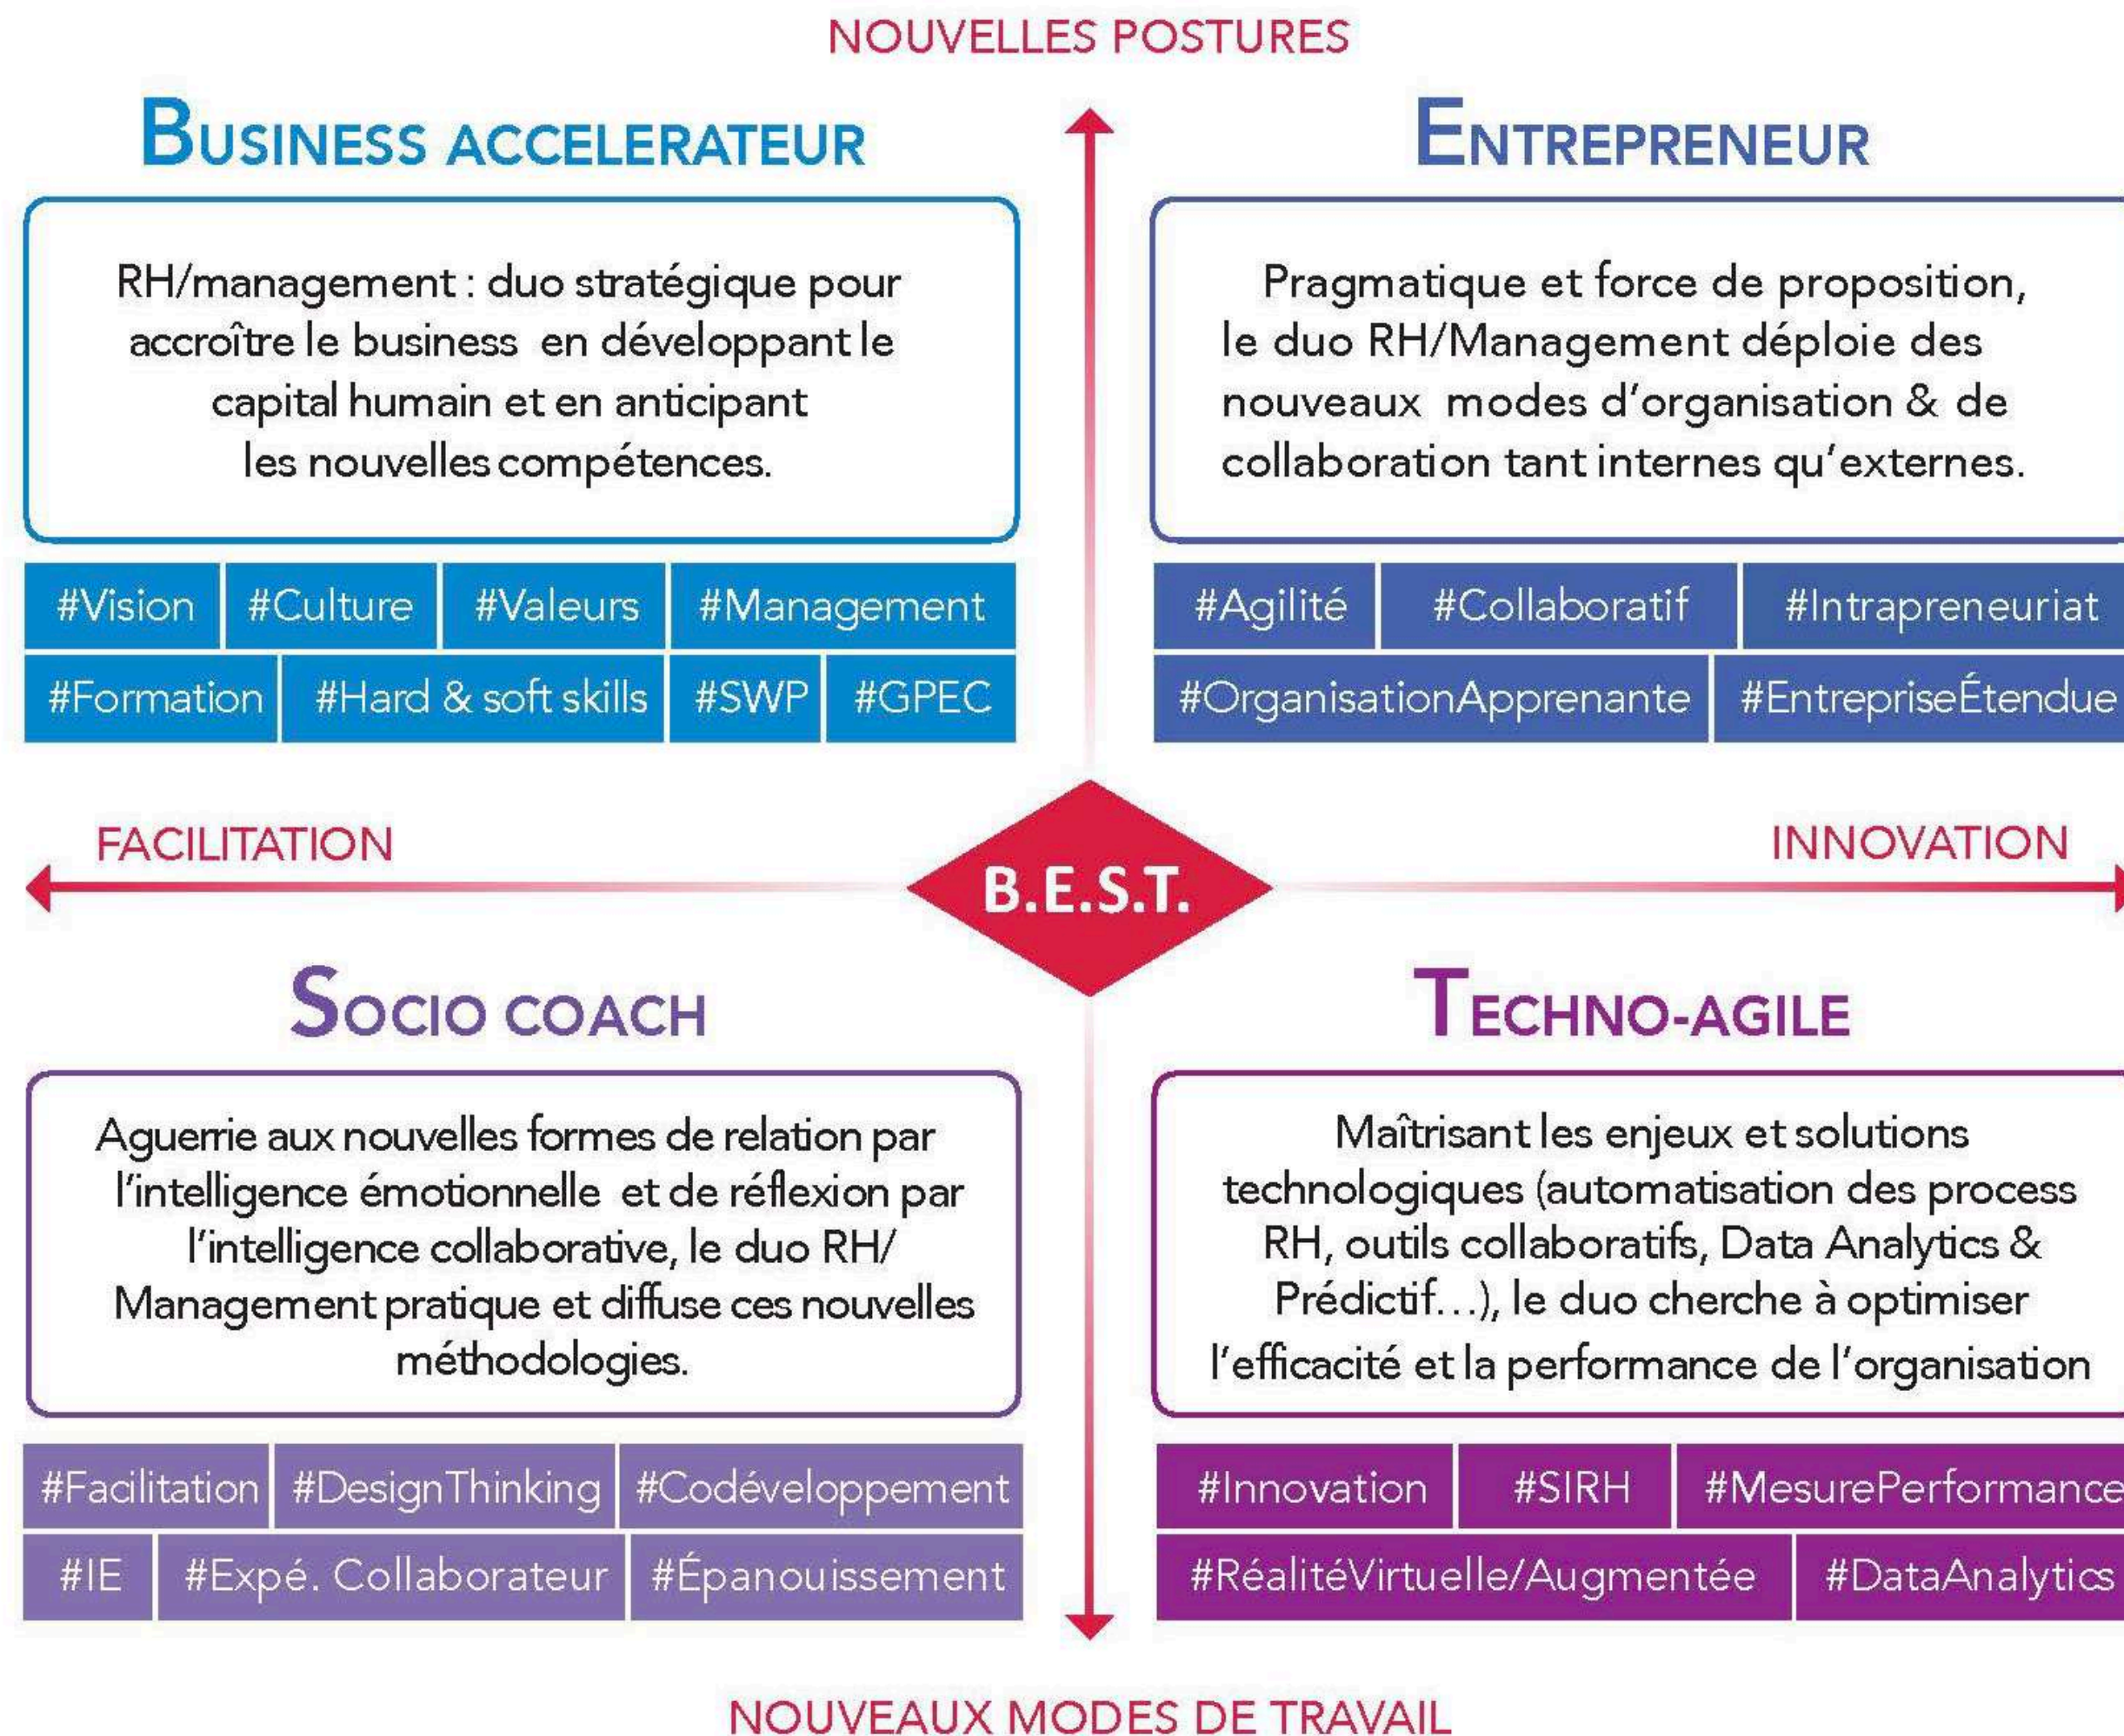 NOUVELLES POSTURES
BUSINESS ACCELERATEUR
RH/management : duo stratégique pour
accroître le business en développant le
capital humain et en anticipant
les nouvelles compétences.
#Vision #Culture #Valeurs #Management
#Formation #Hard & soft skills #SWP #GPEC
ENTREPRENEUR
Pragmatique et force de proposition,
le duo RH/Management déploie des
nouveaux modes d'organisation & de
collaboration tant internes qu'externes.
#Agilité #Collaboratif #Intrapreneuriat
#OrganisationApprenante #EntrepriseÉtendue
FACILITATION
B.E.S.T.
INNOVATION
SOCIO COACH
Aguerrie aux nouvelles formes de relation par
l'intelligence émotionnelle et de réflexion par
l'intelligence collaborative, le duo RH/
Management pratique et diffuse ces nouvelles
méthodologies.
#Facilitation #DesignThinking #Codéveloppement
#IE #Expé. Collaborateur #Épanouissement
TECHNO-AGILE
Maîtrisant les enjeux et solutions
technologiques (automatisation des process
RH, outils collaboratifs, Data Analytics &
Prédictif...), le duo cherche à optimiser
l'efficacité et la performance de l'organisation
#Innovation #SIRH #MesurePerformance
#RéalitéVirtuelle/Augmentée #DataAnalytics
NOUVEAUX MODES DE TRAVAIL